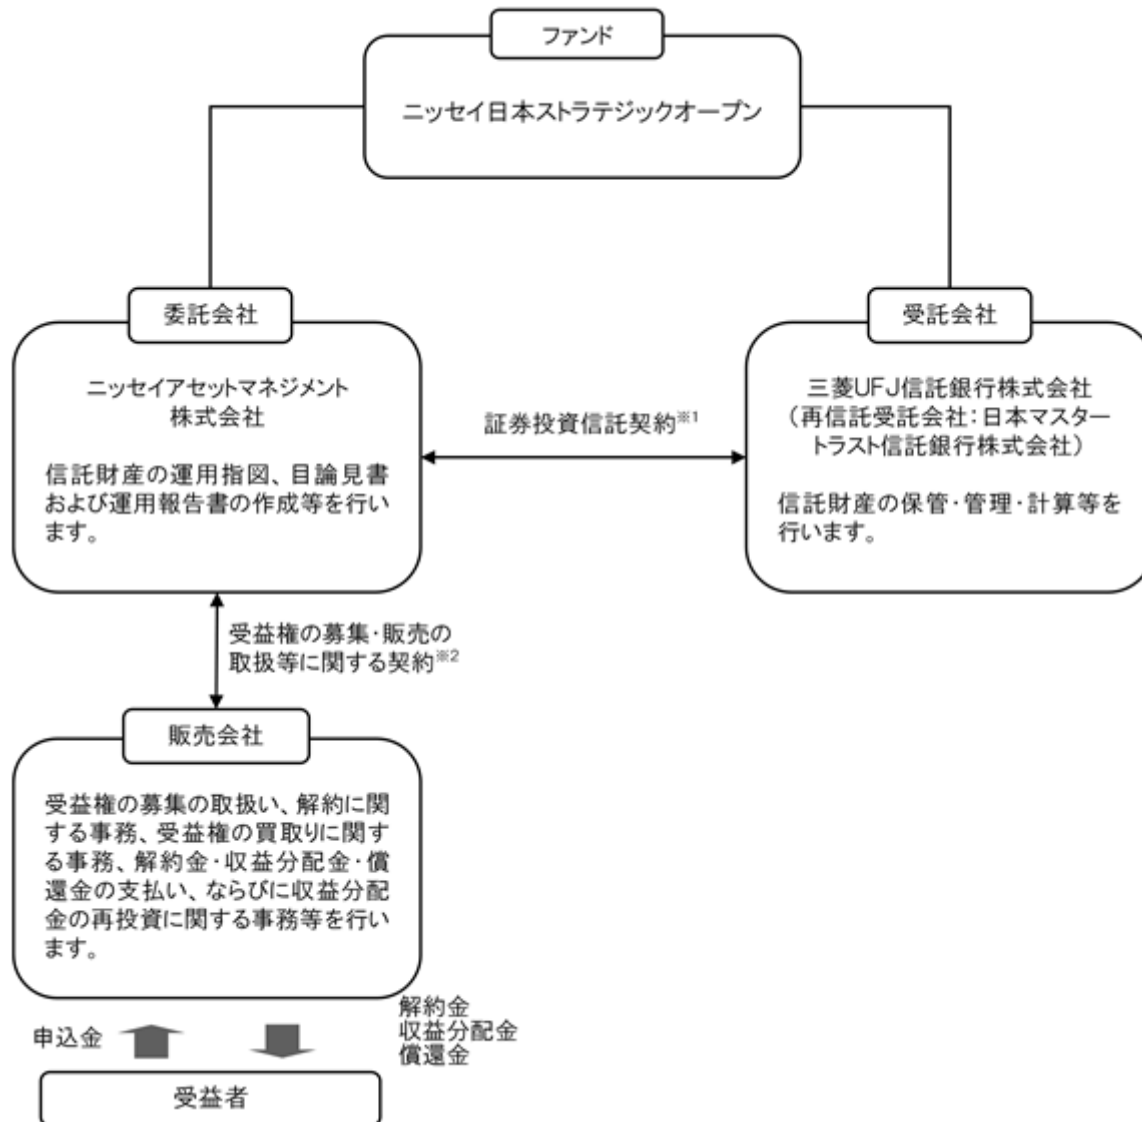 ファンド
ニッセイ日本ストラテジックオープン
委託会社
ニッセイアセットマネジメント
株式会社
信託財産の運用指図、目論見書
および運用報告書の作成等を行い
ます。
証券投資信託契約※1
受託会社
三菱UFJ信託銀行株式会社
（再信託受託会社：日本マスター
トラスト信託銀行株式会社）
信託財産の保管・管理・計算等を
行います。
受益権の募集・販売の
取扱等に関する契約※2
販売会社
受益権の募集の取扱い、解約に関
する事務、受益権の買取りに関す
る事務、解約金・収益分配金・償
還金の支払い、ならびに収益分配
金の再投資に関する事務等を行い
ます。
申込金
解約金
収益分配金
償還金
受益者